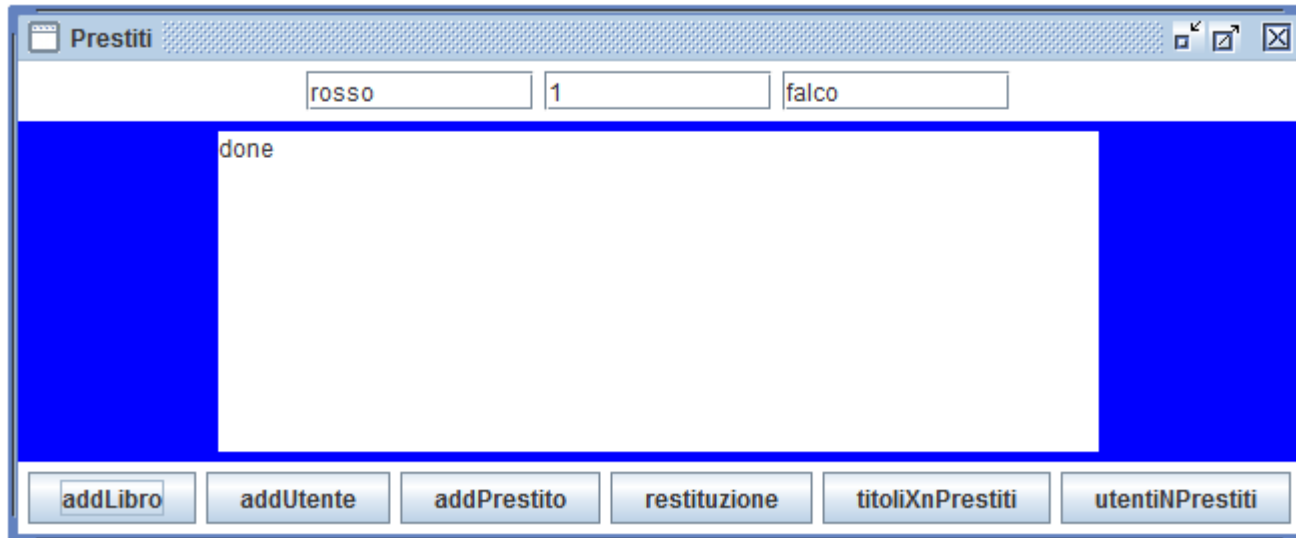 Prestiti
rosso 1 falco
done
addLibro addUtente addPrestito restituzione titoliXnPrestiti utentiNPrestiti